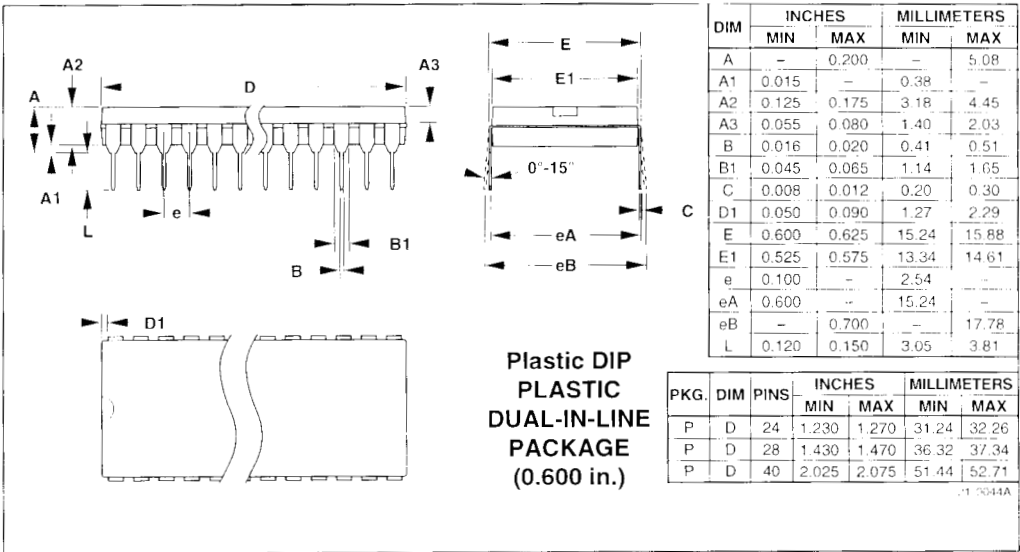 E
E1
A2
A3
A
D
0°-15°
A1
e
L
C
B1
B
eA
eB
D1
Plastic DIP
PLASTIC
DUAL-IN-LINE
PACKAGE
(0.600 in.)
DIM INCHES MILLIMETERS
MIN MAX MIN MAX
A – 0.200 – 5.08
A1 0.015 – 0.38 –
A2 0.125 0.175 3.18 4.45
A3 0.055 0.080 1.40 2.03
B 0.016 0.020 0.41 0.51
B1 0.045 0.065 1.14 1.65
C 0.008 0.012 0.20 0.30
D1 0.050 0.090 1.27 2.29
E 0.600 0.625 15.24 15.88
E1 0.525 0.575 13.34 14.61
e 0.100 – 2.54 –
eA 0.600 – 15.24 –
eB – 0.700 – 17.78
L 0.120 0.150 3.05 3.81
PKG. DIM PINS INCHES MILLIMETERS
MIN MAX MIN MAX
P D 24 1.230 1.270 31.24 32.26
P D 28 1.430 1.470 36.32 37.34
P D 40 2.025 2.075 51.44 52.71